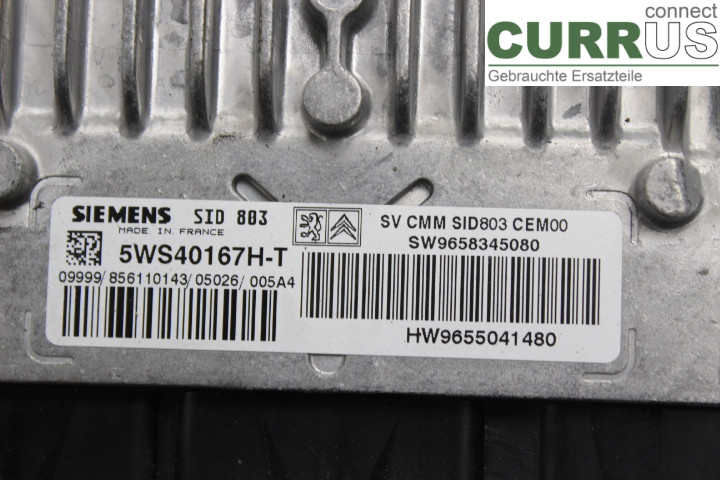 connect
CURRUS
Gebrauchte Ersatzteile
SIEMENS SID 803
MADE IN FRANCE
5WS40167H-T
09999/856110143/05026/005A4
SV CMM SID803 CEM00
SW9658345080
HW9655041480